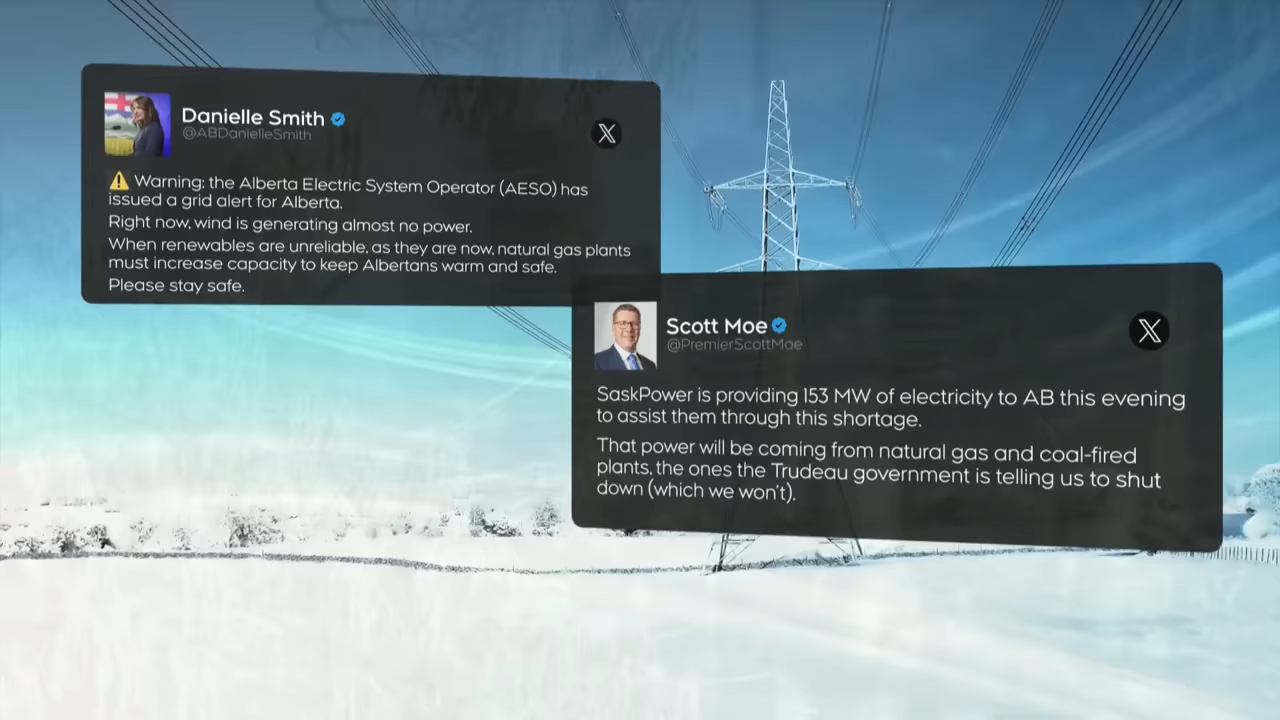 Danielle Smith
@ABDanielleSmith
X
⚠ Warning: the Alberta Electric System Operator (AESO) has
issued a grid alert for Alberta.
Right now, wind is generating almost no power.
When renewables are unreliable, as they are now, natural gas plants
must increase capacity to keep Albertans warm and safe.
Please stay safe.
Scott Moe
@PremierScottMoe
X
SaskPower is providing 153 MW of electricity to AB this evening
to assist them through this shortage.
That power will be coming from natural gas and coal-fired
plants, the ones the Trudeau government is telling us to shut
down (which we won't).